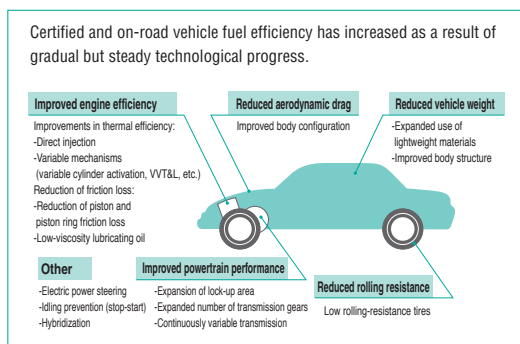 Certified and on-road vehicle fuel efficiency has increased as a result of
gradual but steady technological progress.
Improved engine efficiency
Improvements in thermal efficiency:
-Direct injection
-Variable mechanisms
(variable cylinder activation, VVT&L, etc.)
Reduction of friction loss:
-Reduction of piston and
piston ring friction loss
-Low-viscosity lubricating oil
Reduced aerodynamic drag
Improved body configuration
Reduced vehicle weight
-Expanded use of
lightweight materials
-Improved body structure
Other
-Electric power steering
-Idling prevention (stop-start)
-Hybridization
Improved powertrain performance
-Expansion of lock-up area
-Expanded number of transmission gears
-Continuously variable transmission
Reduced rolling resistance
Low rolling-resistance tires